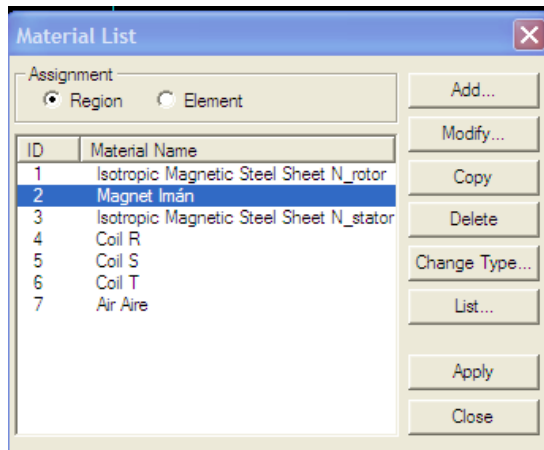 Material List
Assignment
Region Element
Add...
Modify...
Copy
Delete
Change Type...
List...
Apply
Close
ID Material Name
1 Isotropic Magnetic Steel Sheet N_rotor
2 Magnet Imán
3 Isotropic Magnetic Steel Sheet N_stator
4 Coil R
5 Coil S
6 Coil T
7 Air Aire